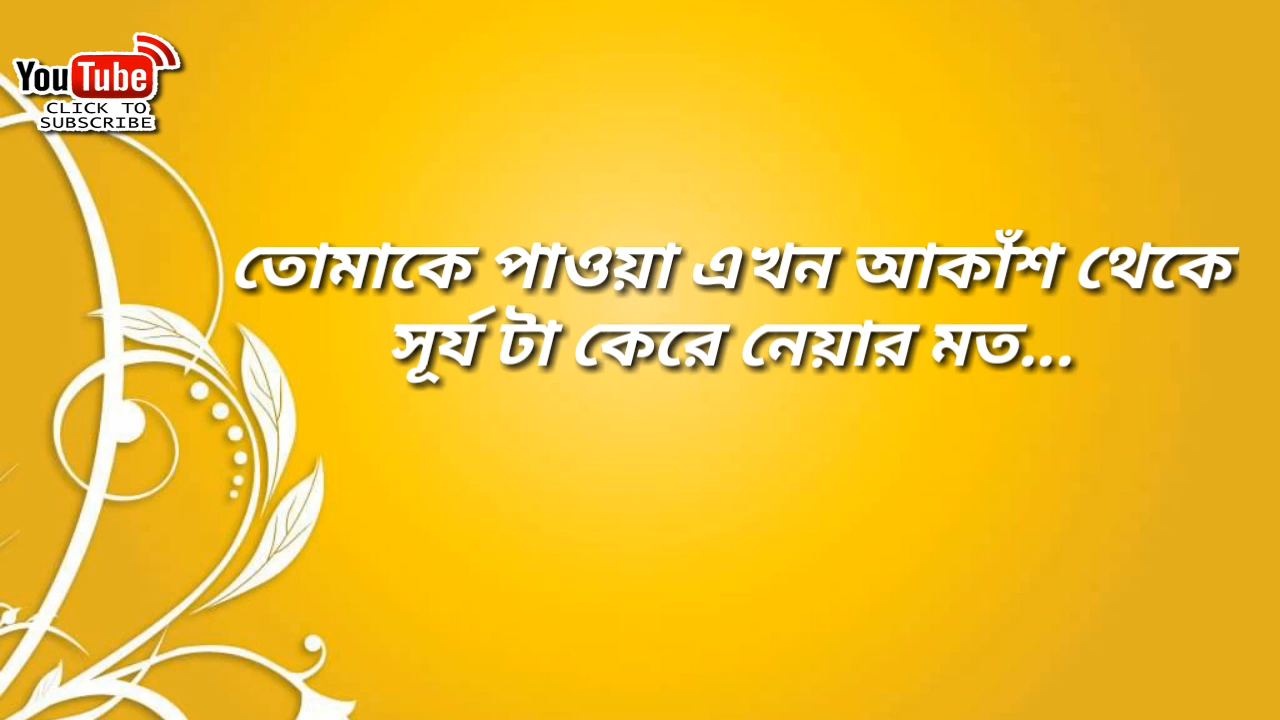 YouTube
CLICK TO
SUBSCRIBE
তোমাকে পাওয়া এখন আকাঁশ থেকে
সূর্য টা কেরে নেয়ার মত...